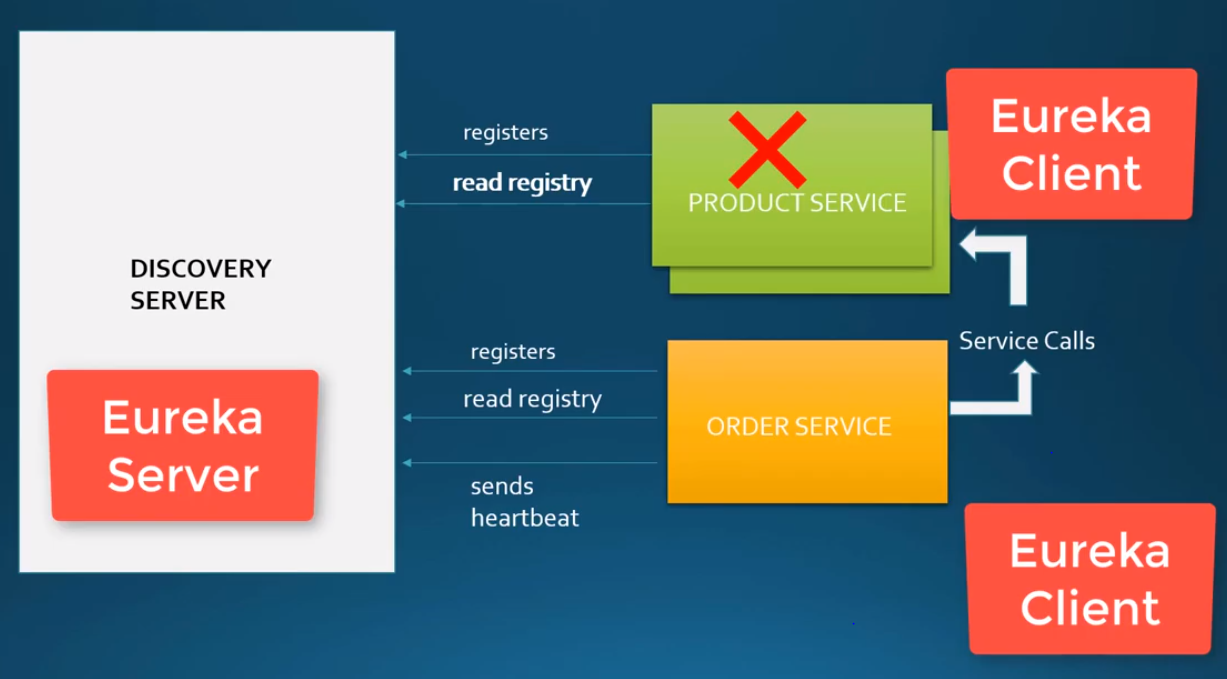 registers
read registry
PRODUCT SERVICE
Eureka
Client
DISCOVERY
SERVER
Eureka
Server
registers
read registry
sends
heartbeat
ORDER SERVICE
Service Calls
Eureka
Client